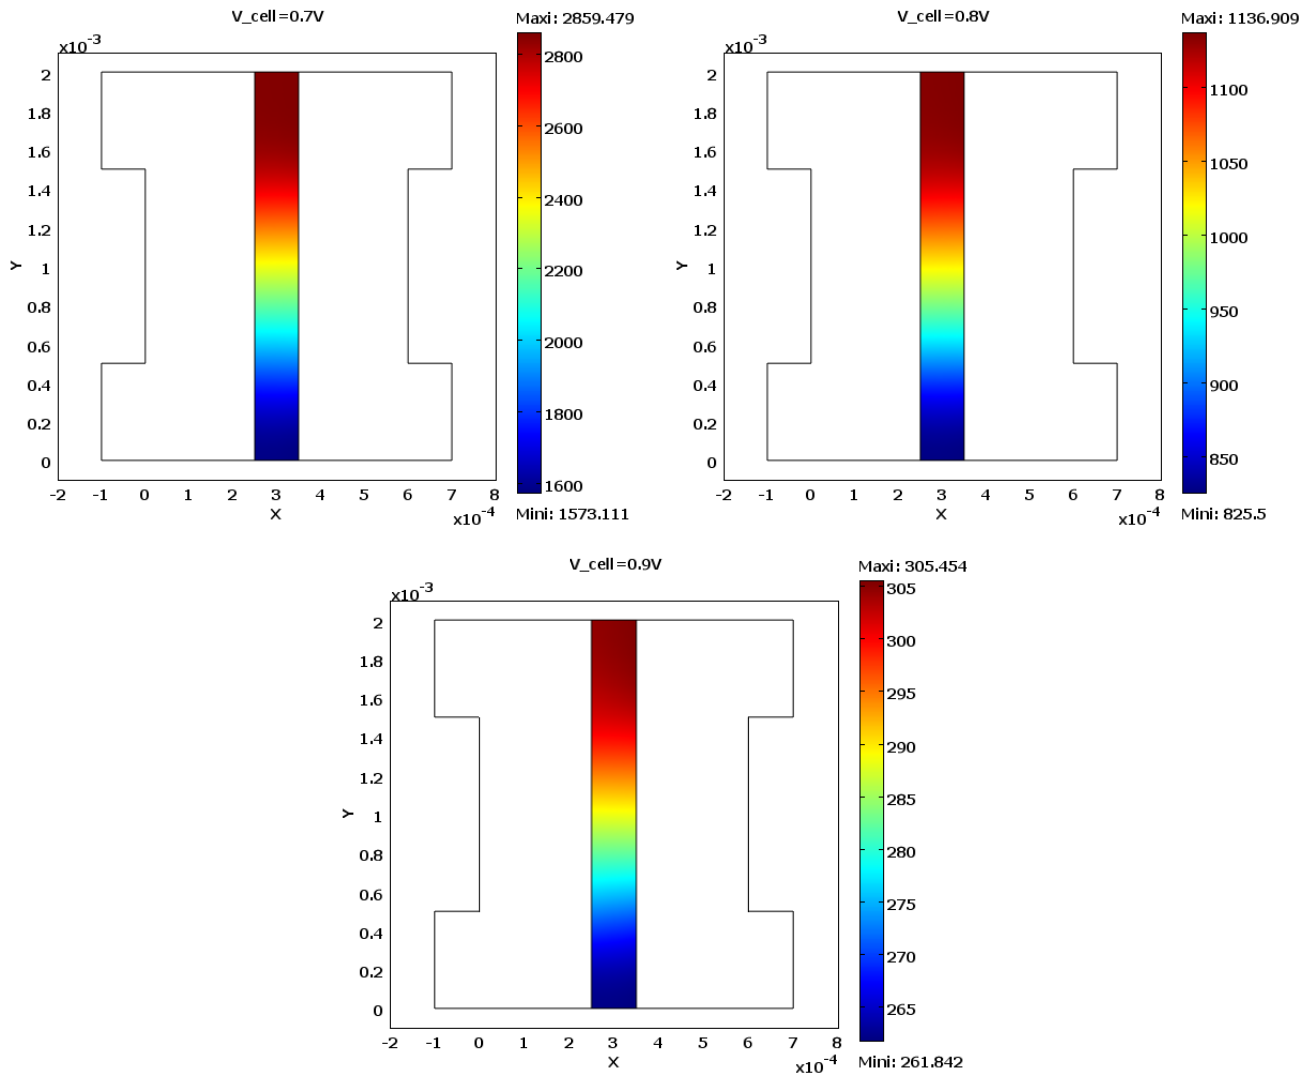 V_cell=0.7V
Maxi: 2859.479
x10-3
2
1.8
1.6
1.4
1.2
1
0.8
0.6
0.4
0.2
0
Y
-2 -1 0 1 2 3 4 5 6 7 8
X
x10-4
2800
2600
2400
2200
2000
1800
1600
Mini: 1573.111
V_cell=0.8V
Maxi: 1136.909
x10-3
2
1.8
1.6
1.4
1.2
1
0.8
0.6
0.4
0.2
0
Y
-2 -1 0 1 2 3 4 5 6 7 8
X
x10-4
1100
1050
1000
950
900
850
Mini: 825.5
V_cell=0.9V
Maxi: 305.454
x10-3
2
1.8
1.6
1.4
1.2
1
0.8
0.6
0.4
0.2
0
Y
-2 -1 0 1 2 3 4 5 6 7 8
X
x10-4
305
300
295
290
285
280
275
270
265
Mini: 261.842